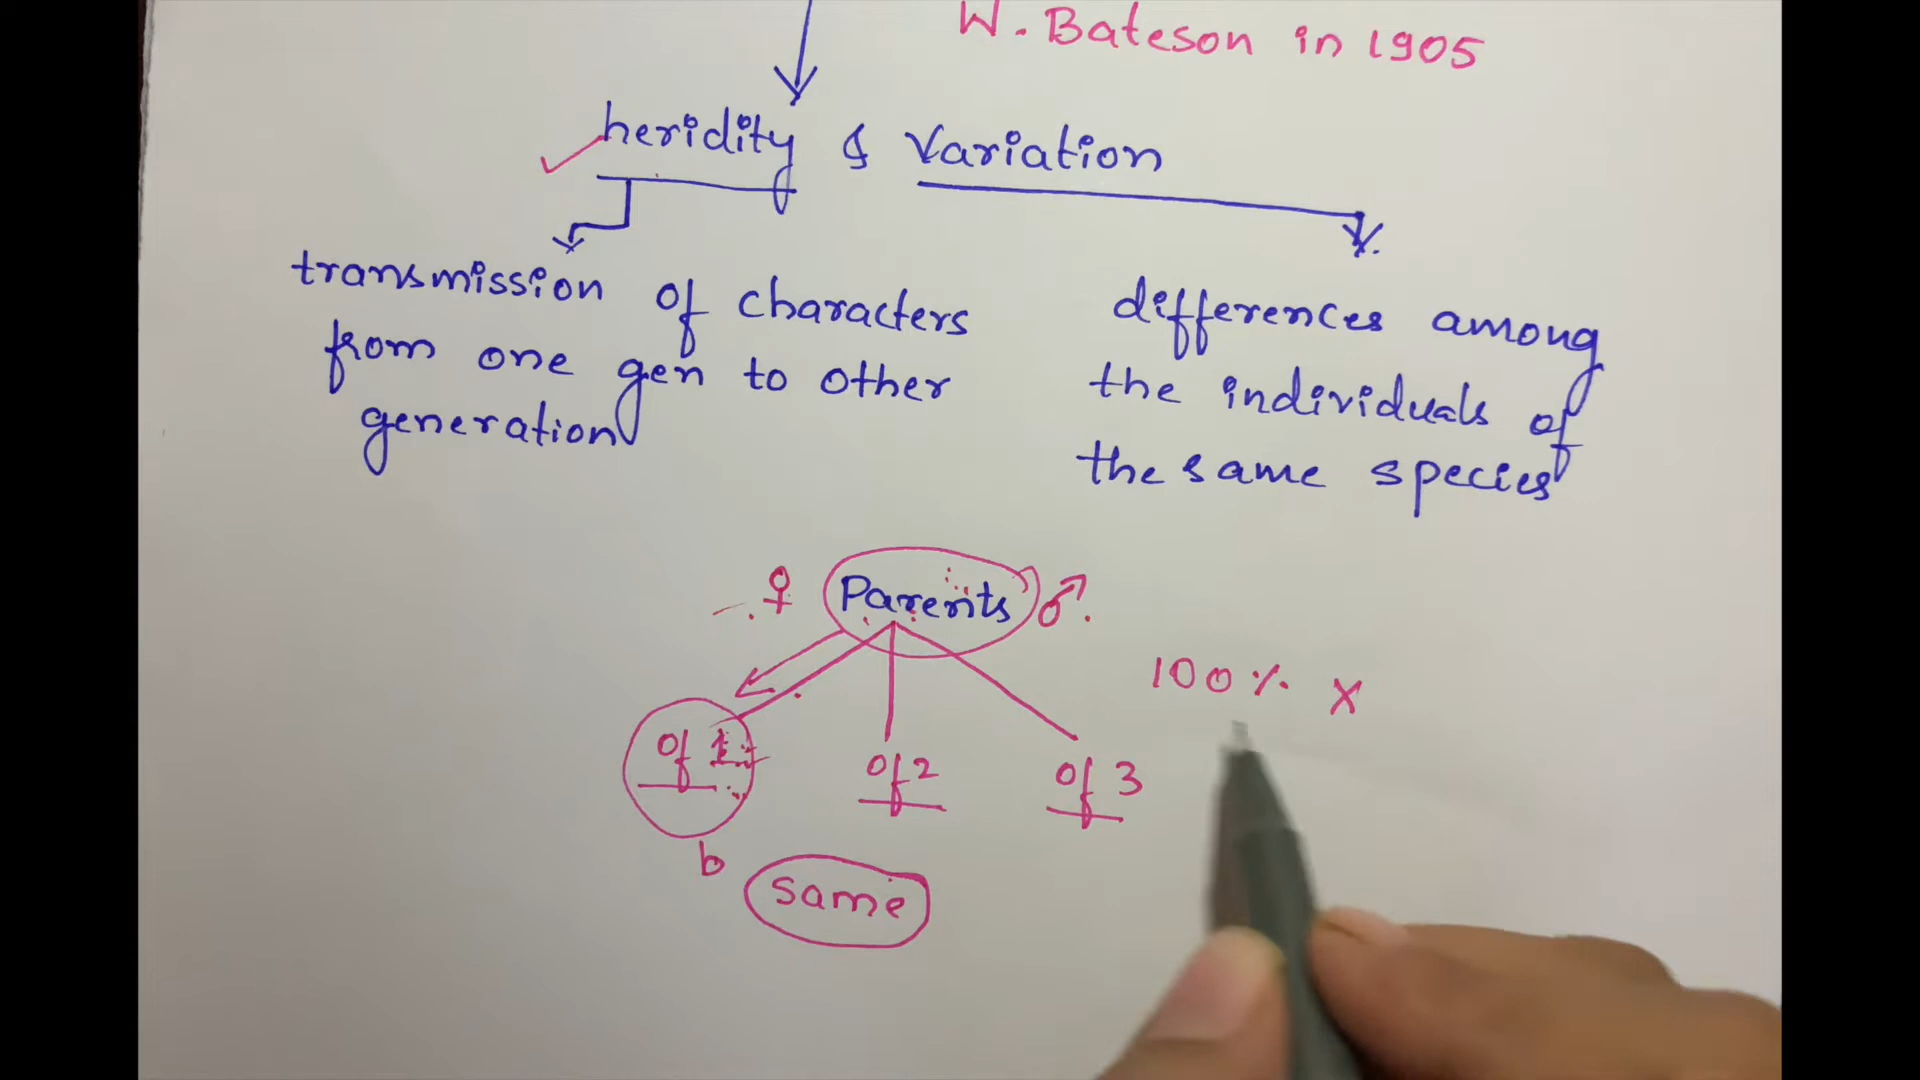 W. Bateson in 1905
heridity & Variation
transmission of characters
from one gen to other
generation
differences among
the individuals of
the same species
♀ Parents ♂
100% X
of 1
of 2
of 3
b
Same